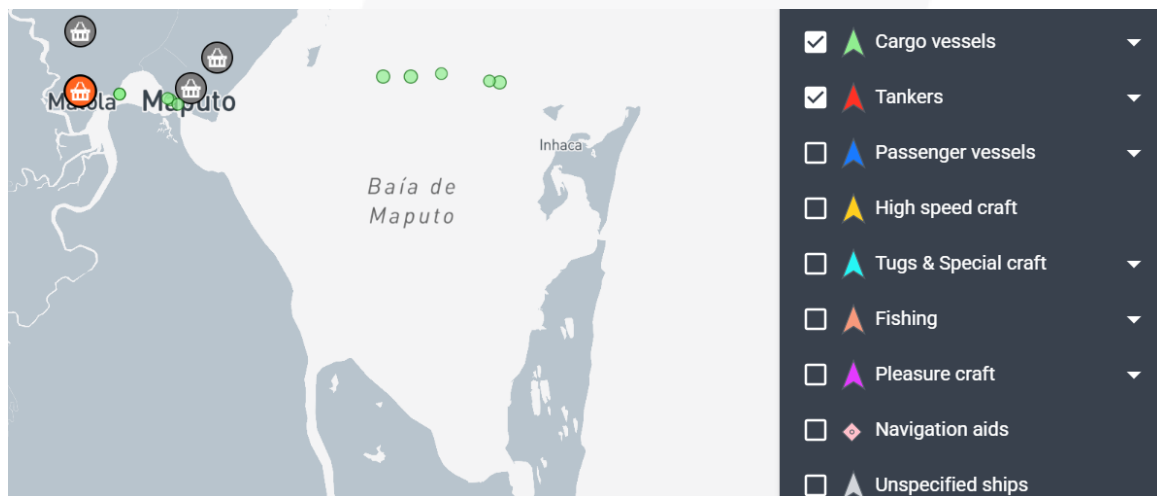 Matola
Maputo
Inhaca
Baía de
Maputo
Cargo vessels
Tankers
Passenger vessels
High speed craft
Tugs & Special craft
Fishing
Pleasure craft
Navigation aids
Unspecified ships